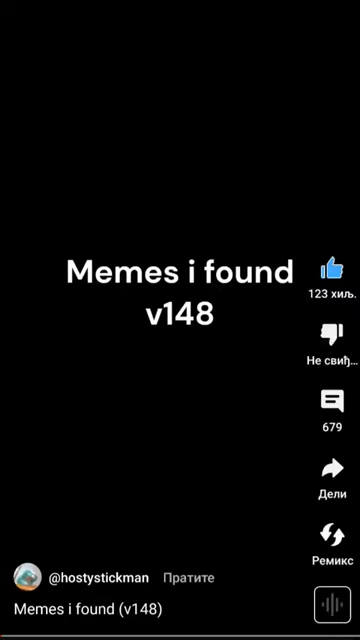 Memes i found
v148
123 хиљ.
Не свиђ...
679
Дели
Ремикс
@hostystickman Пратите
Memes i found (v148)